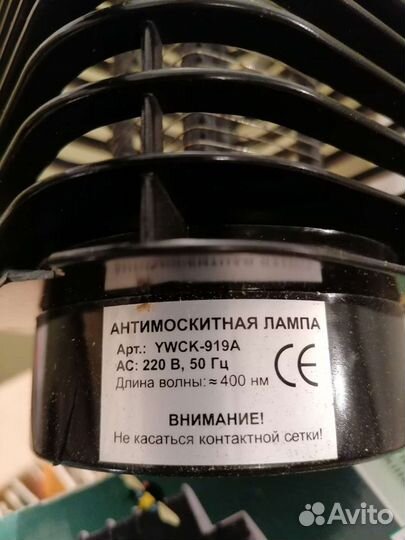 АНТИМОСКИТНАЯ ЛАМПА
Арт.: YWCK-919A
AC: 220 В, 50 Гц
Длина волны: ≈ 400 нм
CE
ВНИМАНИЕ!
Не касаться контактной сетки!
Avito